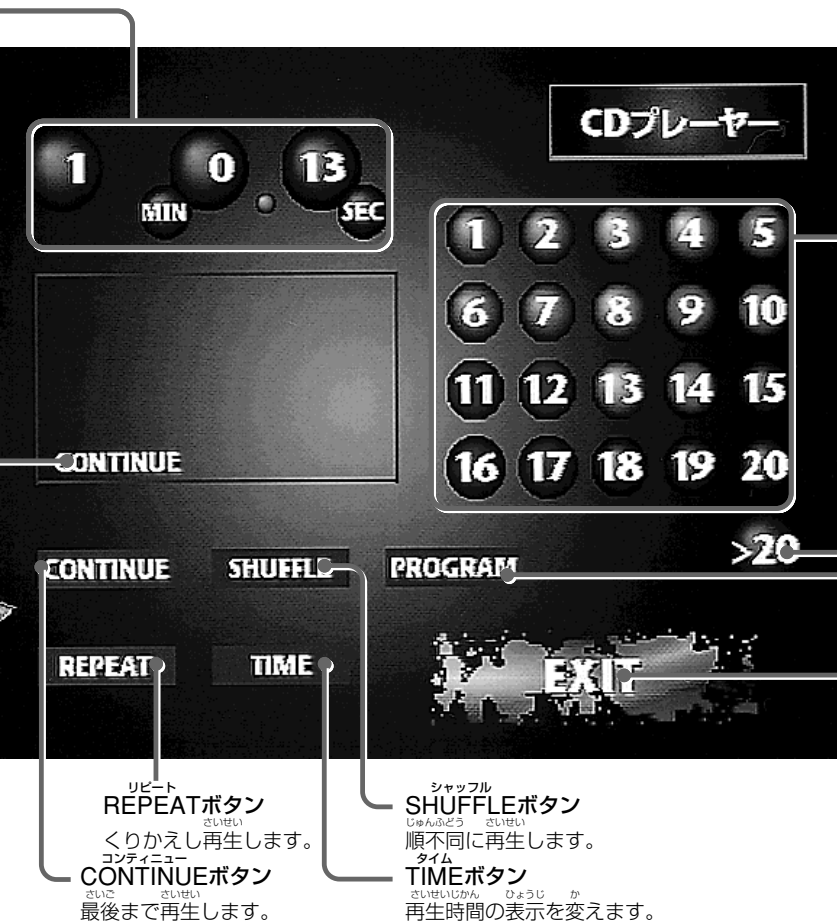 CDプレーヤー
1 0 13
MIN SEC
1 2 3 4 5
6 7 8 9 10
11 12 13 14 15
16 17 18 19 20
CONTINUE
>20
CONTINUE SHUFFLE PROGRAM
REPEAT TIME EXIT
リピート
REPEATボタン
さいせい
くりかえし再生します。
コンティニュー
CONTINUEボタン
さいご さいせい
最後まで再生します。
シャッフル
SHUFFLEボタン
じゅんふどう さいせい
順不同に再生します。
タイム
TIMEボタン
さいせいじかん ひょうじ か
再生時間の表示を変えます。